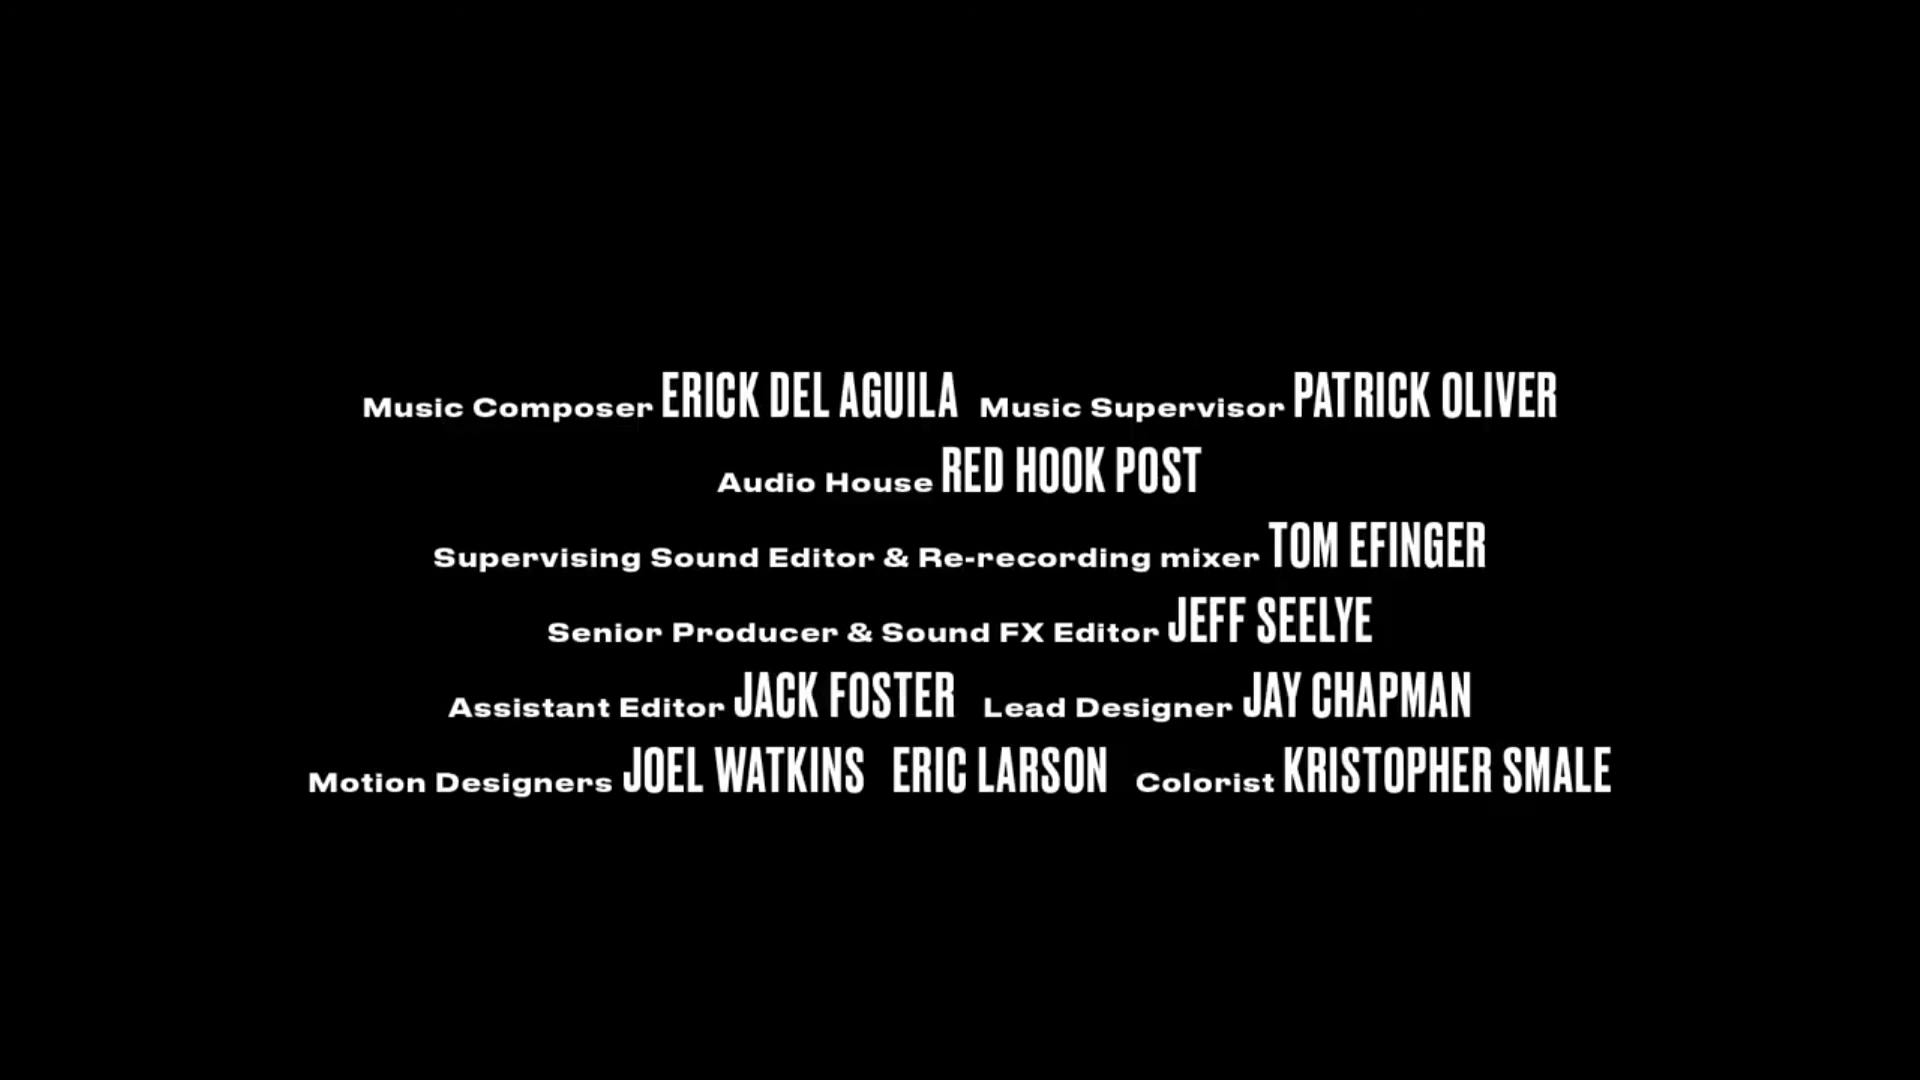 Music Composer ERICK DEL AGUILA Music Supervisor PATRICK OLIVER
Audio House RED HOOK POST
Supervising Sound Editor & Re-recording mixer TOM EFINGER
Senior Producer & Sound FX Editor JEFF SEELYE
Assistant Editor JACK FOSTER Lead Designer JAY CHAPMAN
Motion Designers JOEL WATKINS ERIC LARSON Colorist KRISTOPHER SMALE